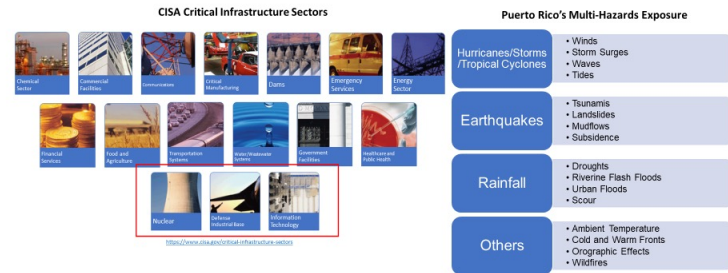 CISA Critical Infrastructure Sectors
Chemical
Sector
Commercial
Facilities
Communications
Critical
Manufacturing
Dams
Emergency
Services
Energy
Sector
Financial
Services
Food and
Agriculture
Transportation
Systems
Water/Wastewater
Systems
Government
Facilities
Healthcare and
Public Health
Nuclear
Defense
Industrial Base
Information
Technology
https://www.cisa.gov/critical-infrastructure-sectors
Puerto Rico's Multi-Hazards Exposure
Hurricanes/Storms
/Tropical Cyclones
• Winds
• Storm Surges
• Waves
• Tides
Earthquakes
• Tsunamis
• Landslides
• Mudflows
• Subsidence
Rainfall
• Droughts
• Riverine Flash Floods
• Urban Floods
• Scour
Others
• Ambient Temperature
• Cold and Warm Fronts
• Orographic Effects
• Wildfires